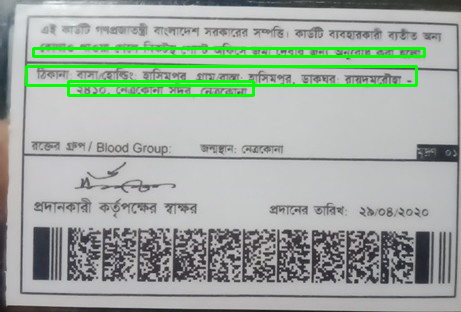 এই কার্ডটি গণপ্রজাতন্ত্রী বাংলাদেশ সরকারের সম্পত্তি। কার্ডটি ব্যবহারকারী ব্যতীত অন্য
কোথাও পাওয়া গেলে নিকটস্থ পোস্ট অফিসে জমা দেবার জন্য অনুরোধ করা হলো।
ঠিকানা: বাসা/হোল্ডিং: হাসিমপুর, গ্রাম/রাস্তা: হাসিমপুর, ডাকঘর: -
২৪১০, নেত্রকোনা সদর, নেত্রকোনা
রক্তের গ্রুপ / Blood Group: জন্মস্থান: নেত্রকোনা মুদ্রণ: ০১
প্রদানকারী কর্তৃপক্ষের স্বাক্ষর প্রদানের তারিখ: ২৯/০৪/২০২০